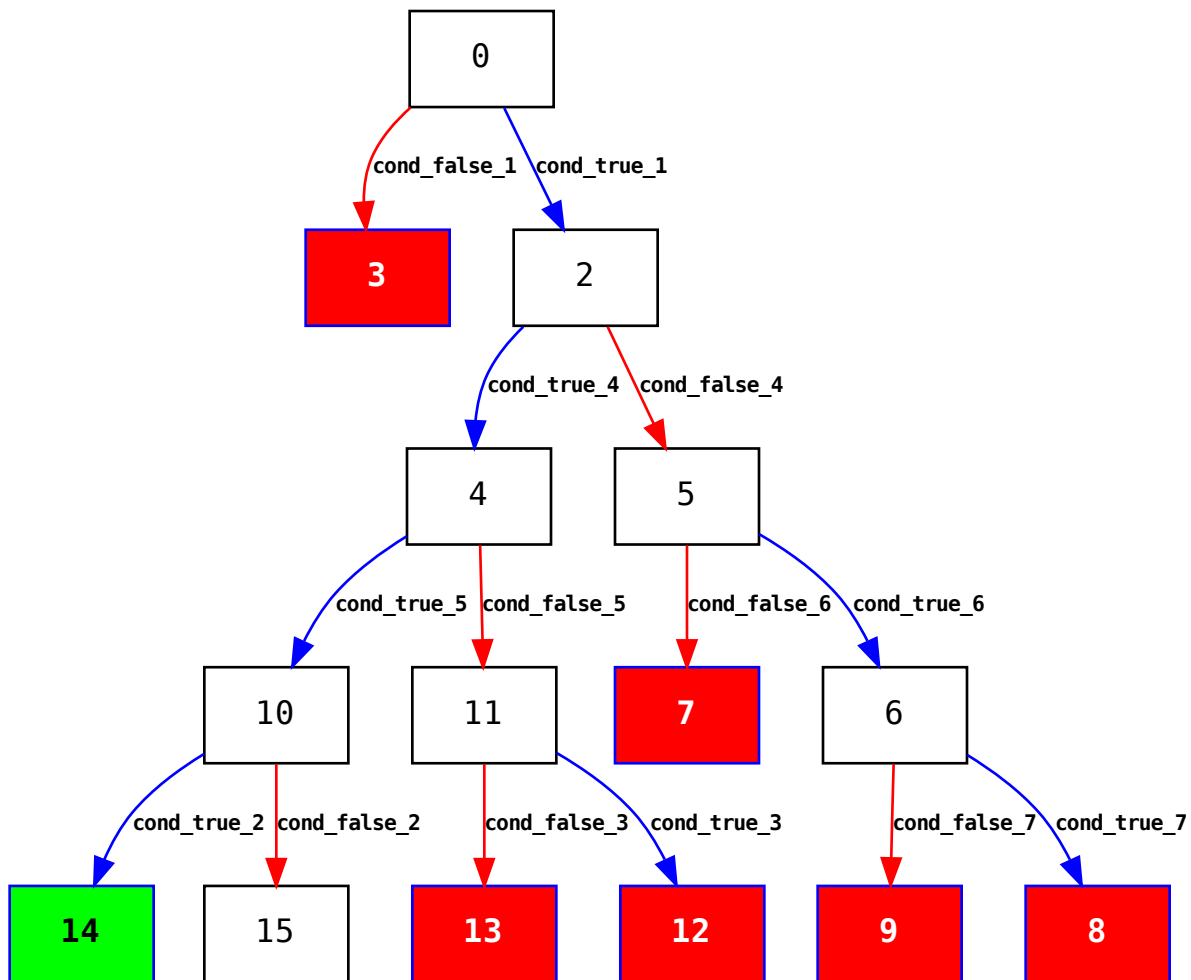 0
cond_false_1 cond_true_1
3 2
cond_true_4 cond_false_4
4 5
cond_true_5 cond_false_5 cond_false_6 cond_true_6
10 11 7 6
cond_true_2 cond_false_2 cond_false_3 cond_true_3 cond_false_7 cond_true_7
14 15 13 12 9 8